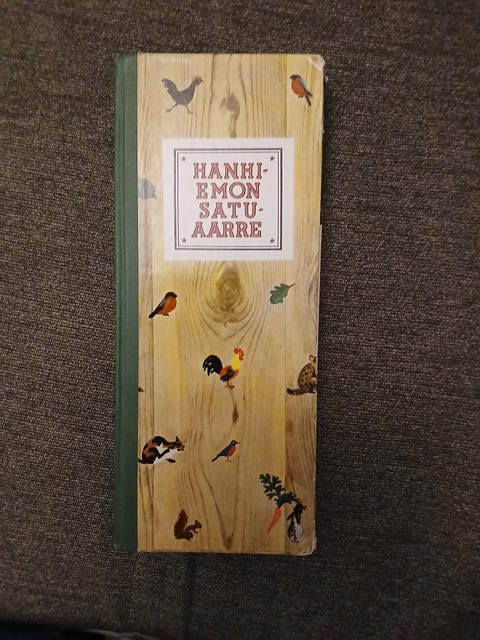 HANHI-
EMON
SATU-
AARRE